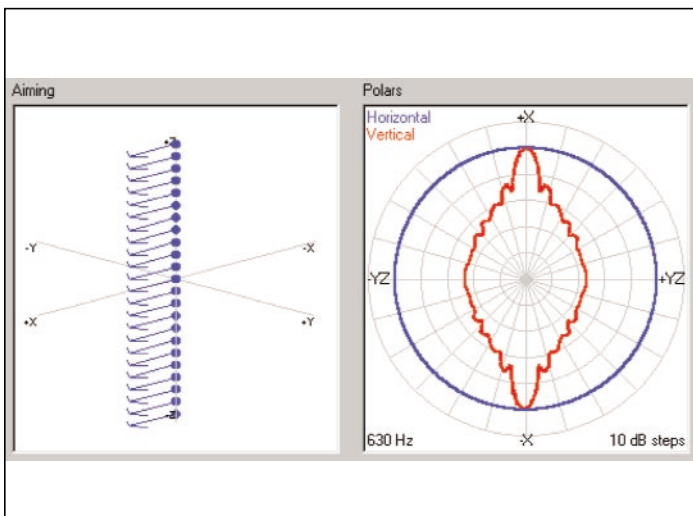 Aiming
+Z
-Y
-X
+X
+Y
-Z
Polars
Horizontal
Vertical
+X
-YZ
+YZ
-X
630 Hz
10 dB steps